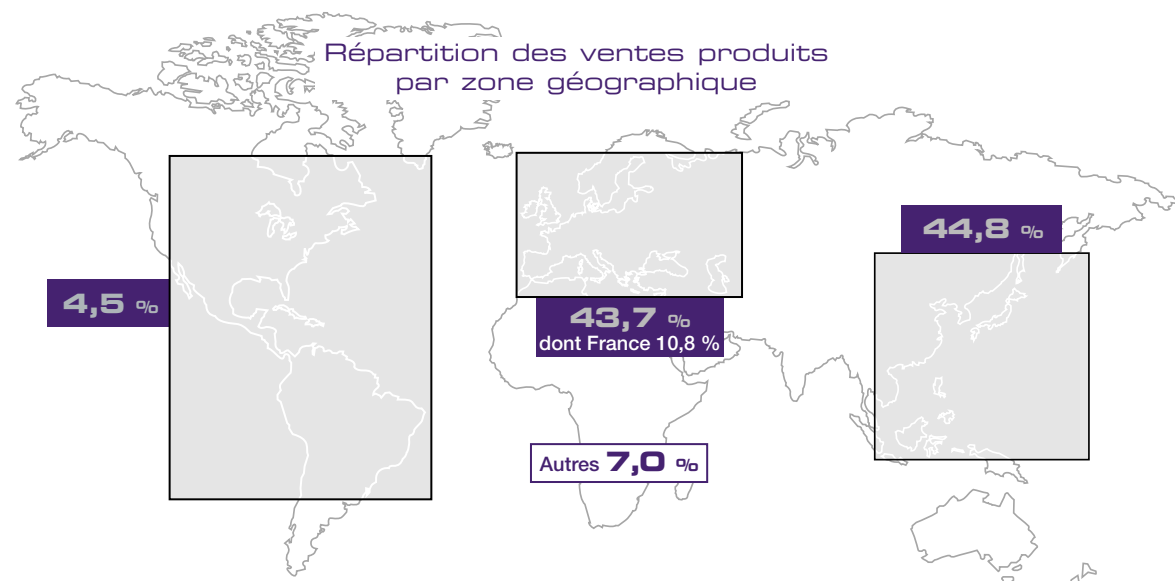 Répartition des ventes produits
par zone géographique
44,8 %
4,5 %
43,7 %
dont France 10,8 %
Autres 7,0 %